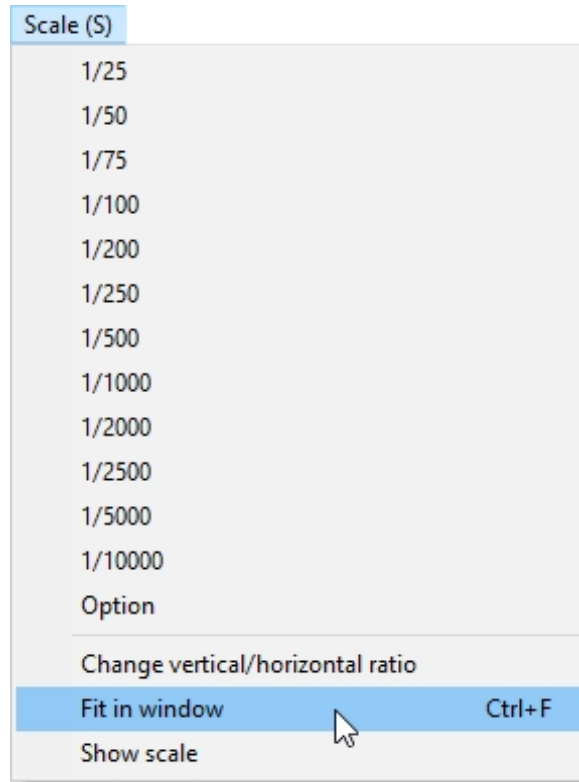 Scale (S)
1/25
1/50
1/75
1/100
1/200
1/250
1/500
1/1000
1/2000
1/2500
1/5000
1/10000
Option
Change vertical/horizontal ratio
Fit in window Ctrl+F
Show scale